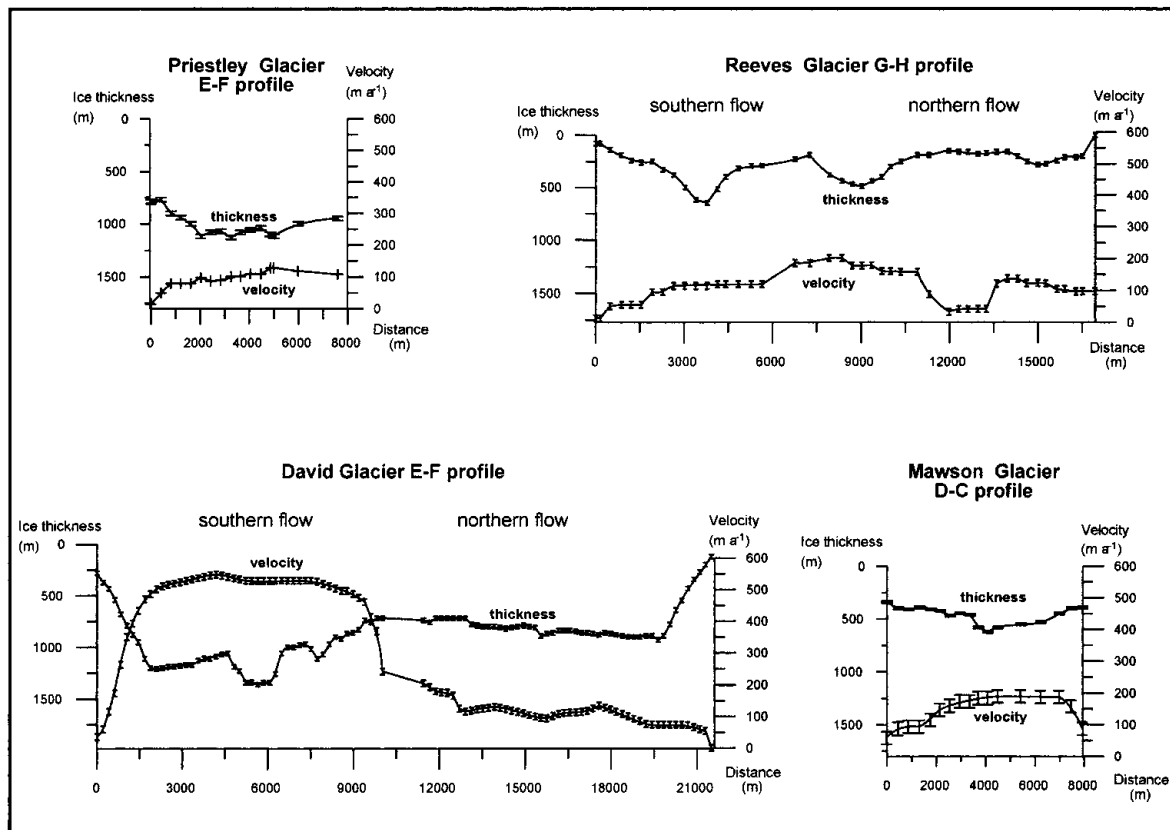 Priestley Glacier
E-F profile
Ice thickness
(m)
Velocity
(m a⁻¹)
0
500
1000
1500
600
500
400
300
200
100
0
thickness
velocity
Distance
(m)
0 2000 4000 6000 8000
Reeves Glacier G-H profile
southern flow northern flow
Ice thickness
(m)
Velocity
(m a⁻¹)
0
500
1000
1500
600
500
400
300
200
100
0
thickness
velocity
Distance
(m)
0 3000 6000 9000 12000 15000
David Glacier E-F profile
southern flow northern flow
Ice thickness
(m)
Velocity
(m a⁻¹)
0
500
1000
1500
600
500
400
300
200
100
0
velocity
thickness
Distance
(m)
0 3000 6000 9000 12000 15000 18000 21000
Mawson Glacier
D-C profile
Ice thickness
(m)
Velocity
(m a⁻¹)
0
500
1000
1500
600
500
400
300
200
100
0
thickness
velocity
Distance
(m)
0 2000 4000 6000 8000